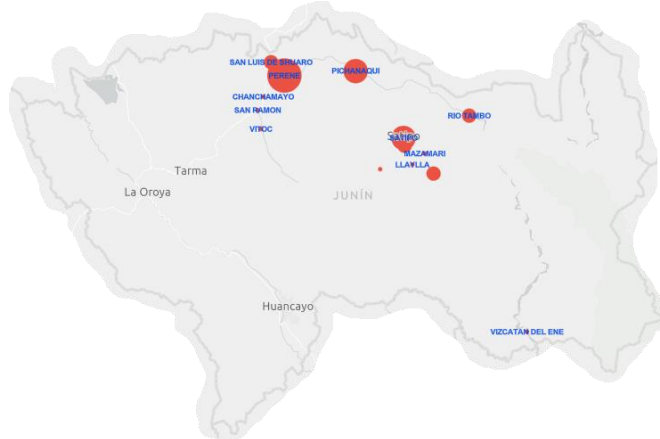 SAN LUIS DE SHUARO
PERENE
PICHANAQUI
CHANCHAMAYO
SAN RAMON
RIO TAMBO
VITOC
Satipo
MAZAMARI
LLAYLLA
Tarma
La Oroya
JUNÍN
Huancayo
VIZCATAN DEL ENE